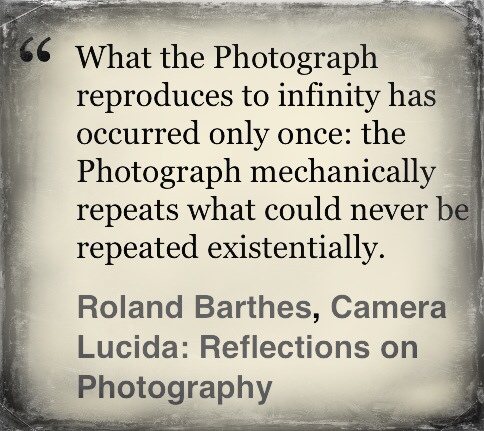 “ What the Photograph
reproduces to infinity has
occurred only once: the
Photograph mechanically
repeats what could never be
repeated existentially.
Roland Barthes, Camera
Lucida: Reflections on
Photography